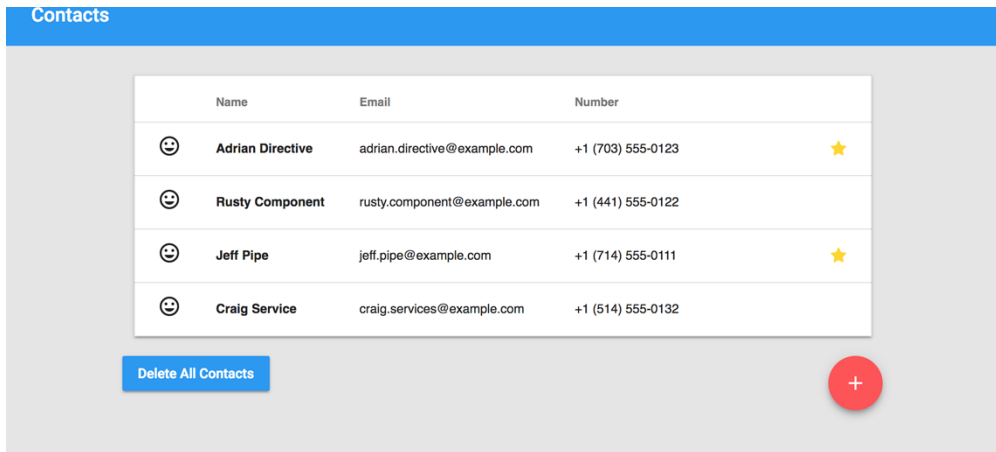 Contacts
Name Email Number
Adrian Directive adrian.directive@example.com +1 (703) 555-0123
Rusty Component rusty.component@example.com +1 (441) 555-0122
Jeff Pipe jeff.pipe@example.com +1 (714) 555-0111
Craig Service craig.services@example.com +1 (514) 555-0132
Delete All Contacts
+